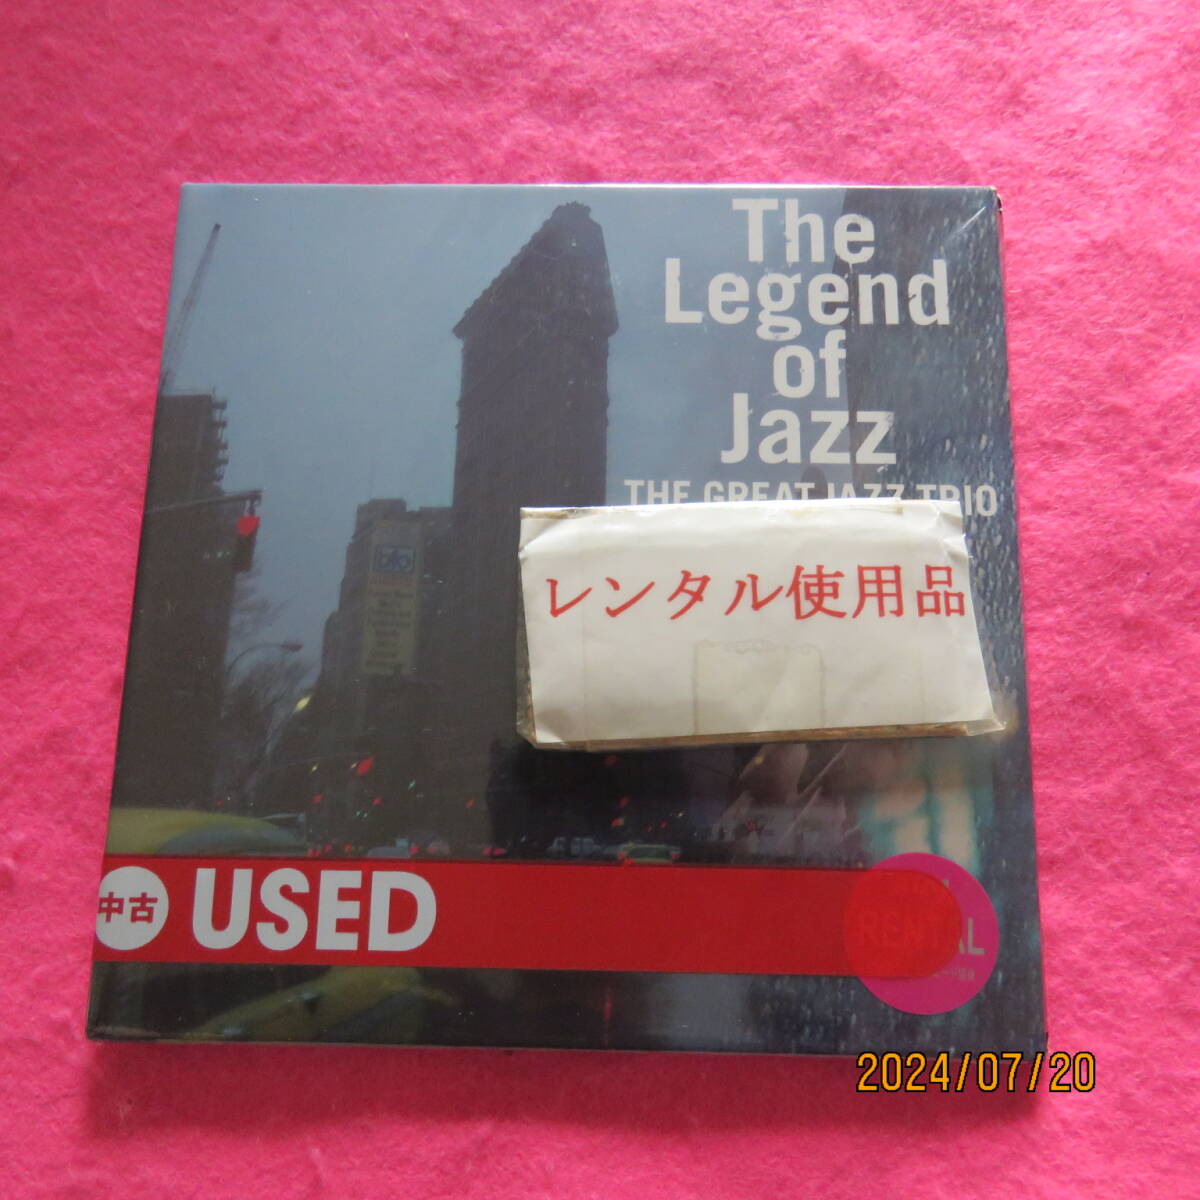 The
Legend
of
Jazz
THE GREAT JAZZ TRIO
レンタル使用品
中古 USED
RENTAL
2024/07/20